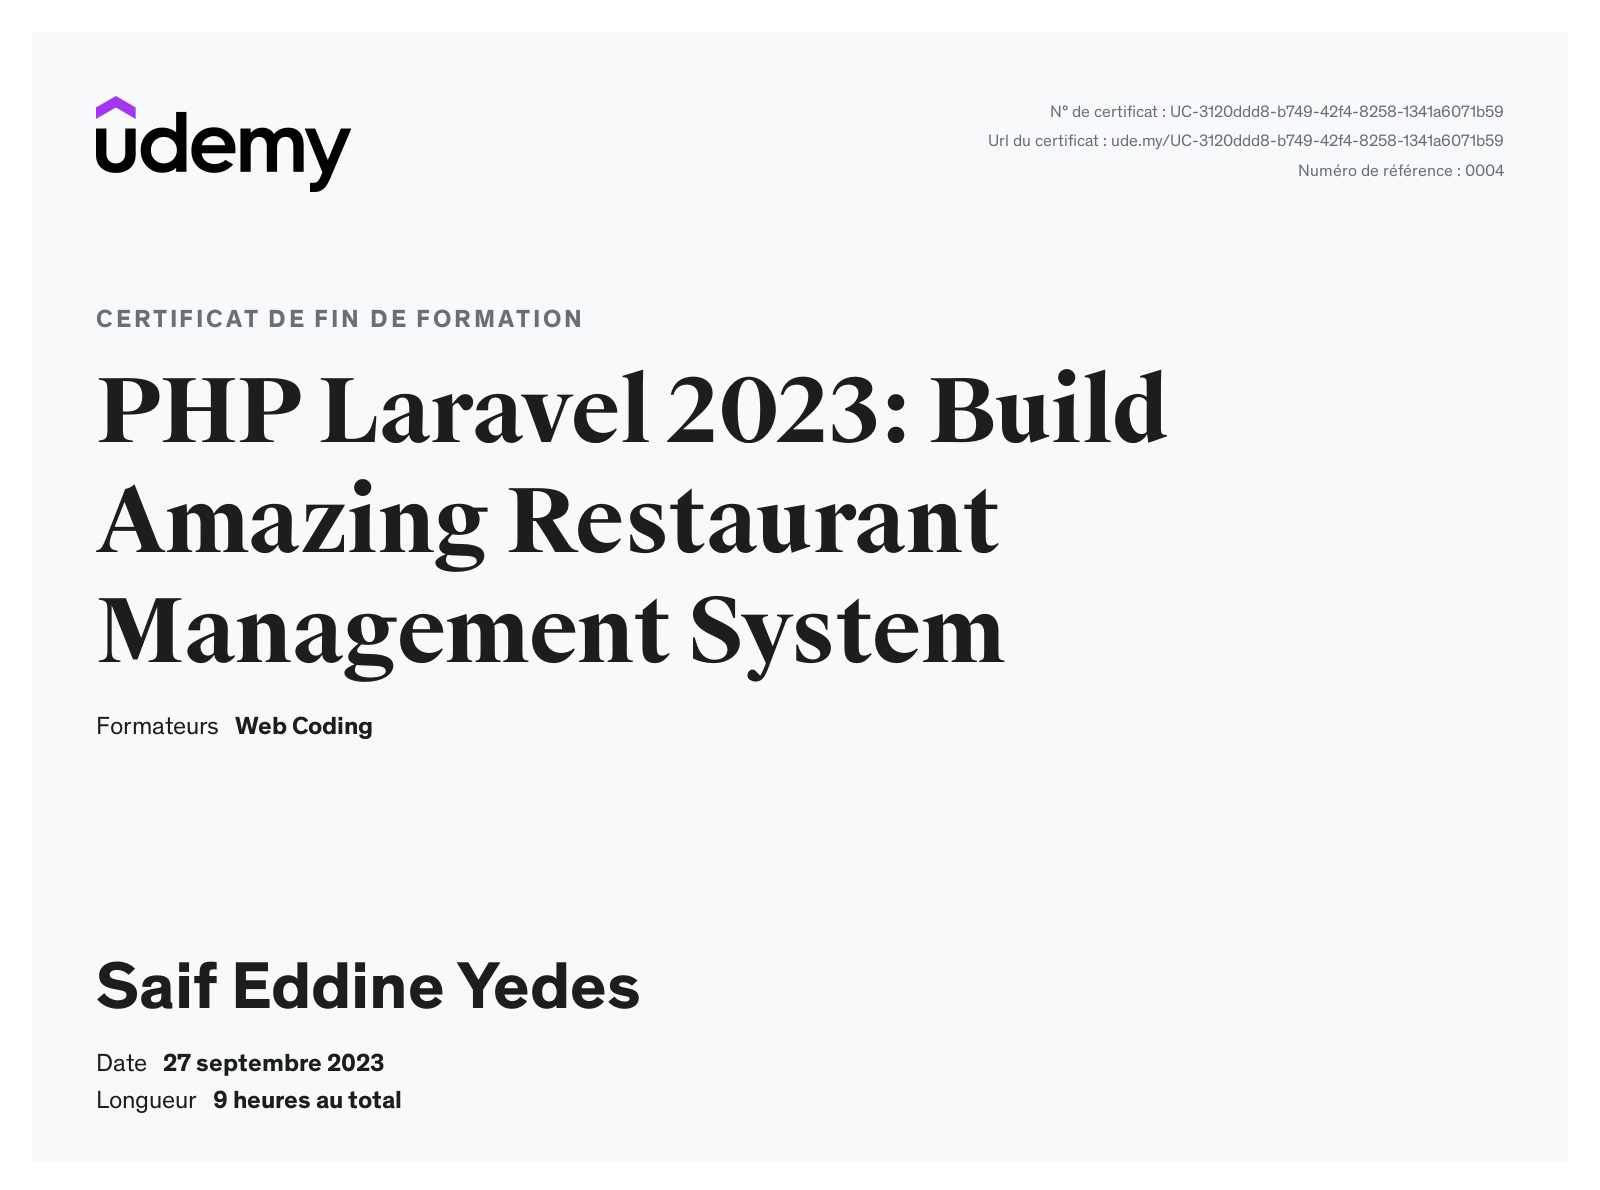 udemy
N° de certificat : UC-3120ddd8-b749-42f4-8258-1341a6071b59
Url du certificat : ude.my/UC-3120ddd8-b749-42f4-8258-1341a6071b59
Numéro de référence : 0004
CERTIFICAT DE FIN DE FORMATION
PHP Laravel 2023: Build
Amazing Restaurant
Management System
Formateurs Web Coding
Saif Eddine Yedes
Date 27 septembre 2023
Longueur 9 heures au total